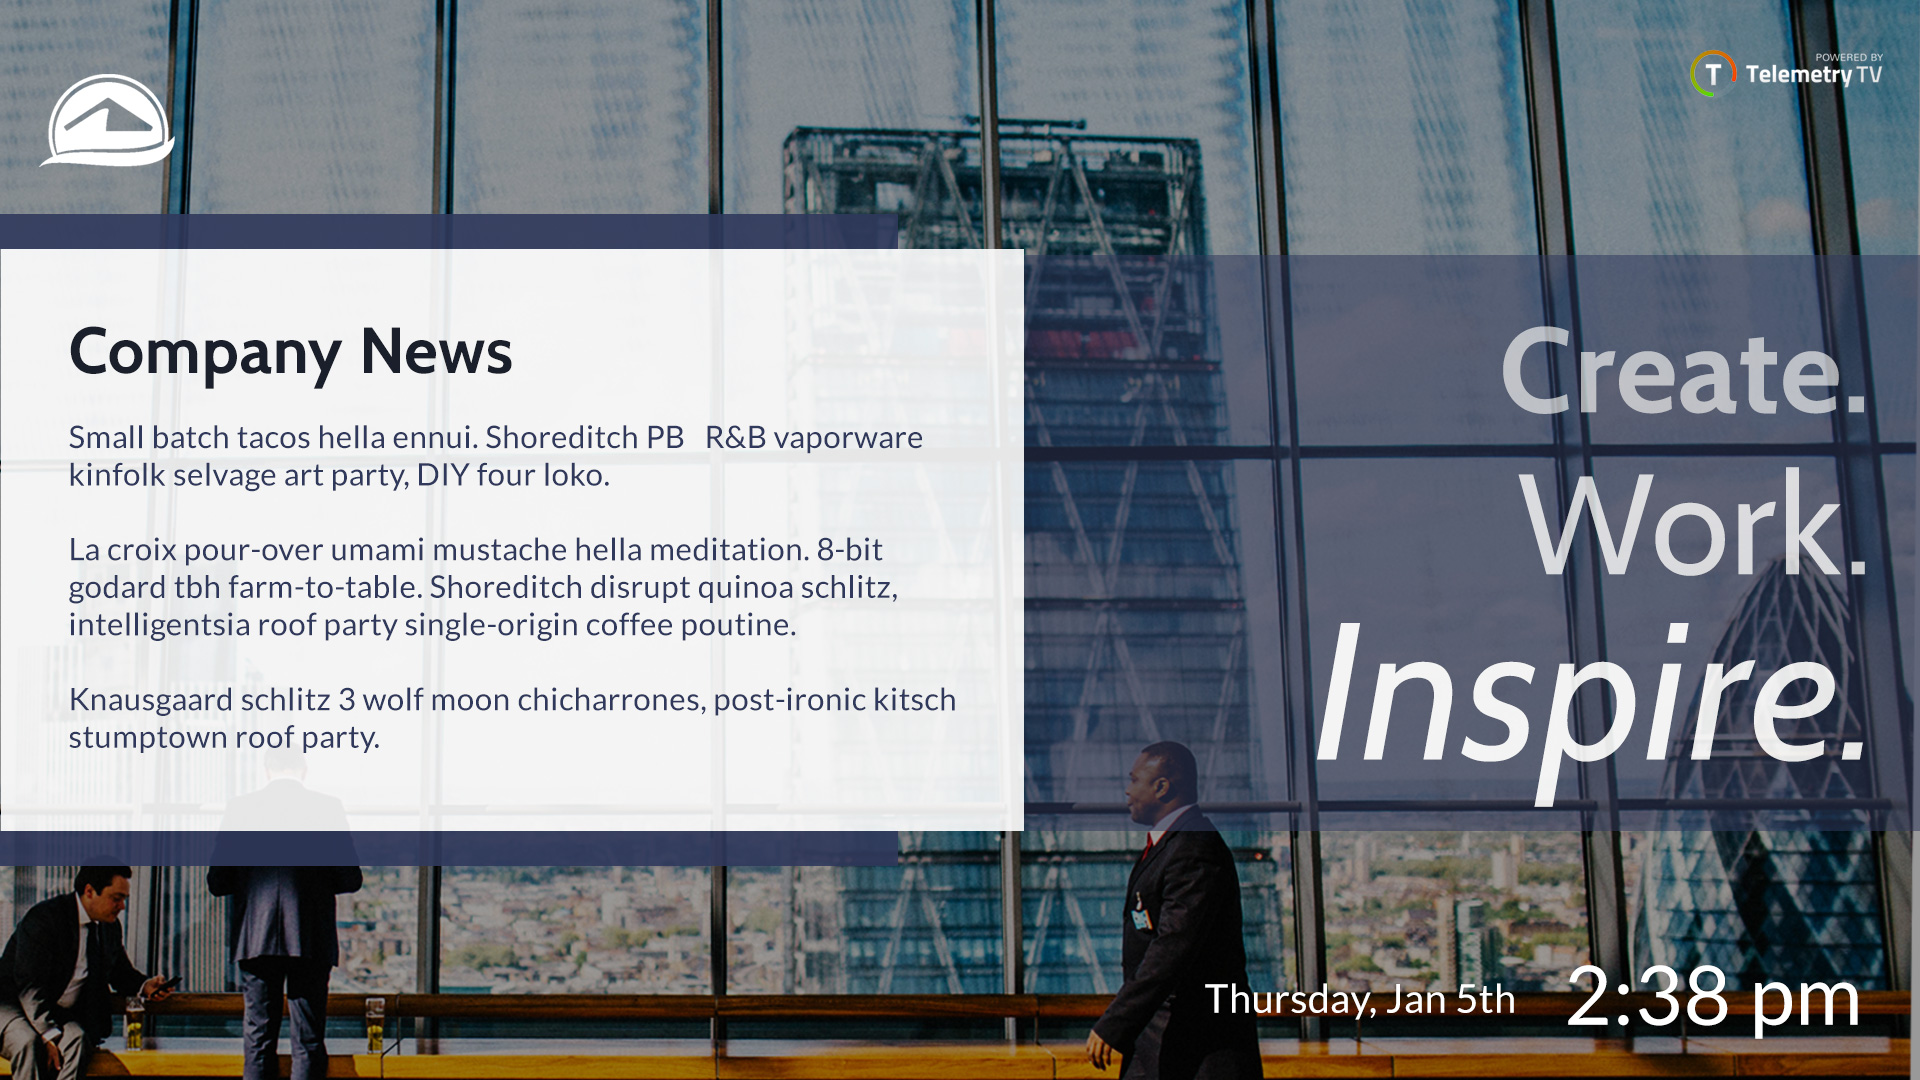 POWERED BY
T TelemetryTV
Company News
Small batch tacos hella ennui. Shoreditch PB   R&B vaporware
kinfolk selvage art party, DIY four loko.
La croix pour-over umami mustache hella meditation. 8-bit
godard tbh farm-to-table. Shoreditch disrupt quinoa schlitz,
intelligentsia roof party single-origin coffee poutine.
Knausgaard schlitz 3 wolf moon chicharrones, post-ironic kitsch
stumptown roof party.
Create.
Work.
Inspire.
Thursday, Jan 5th 2:38 pm